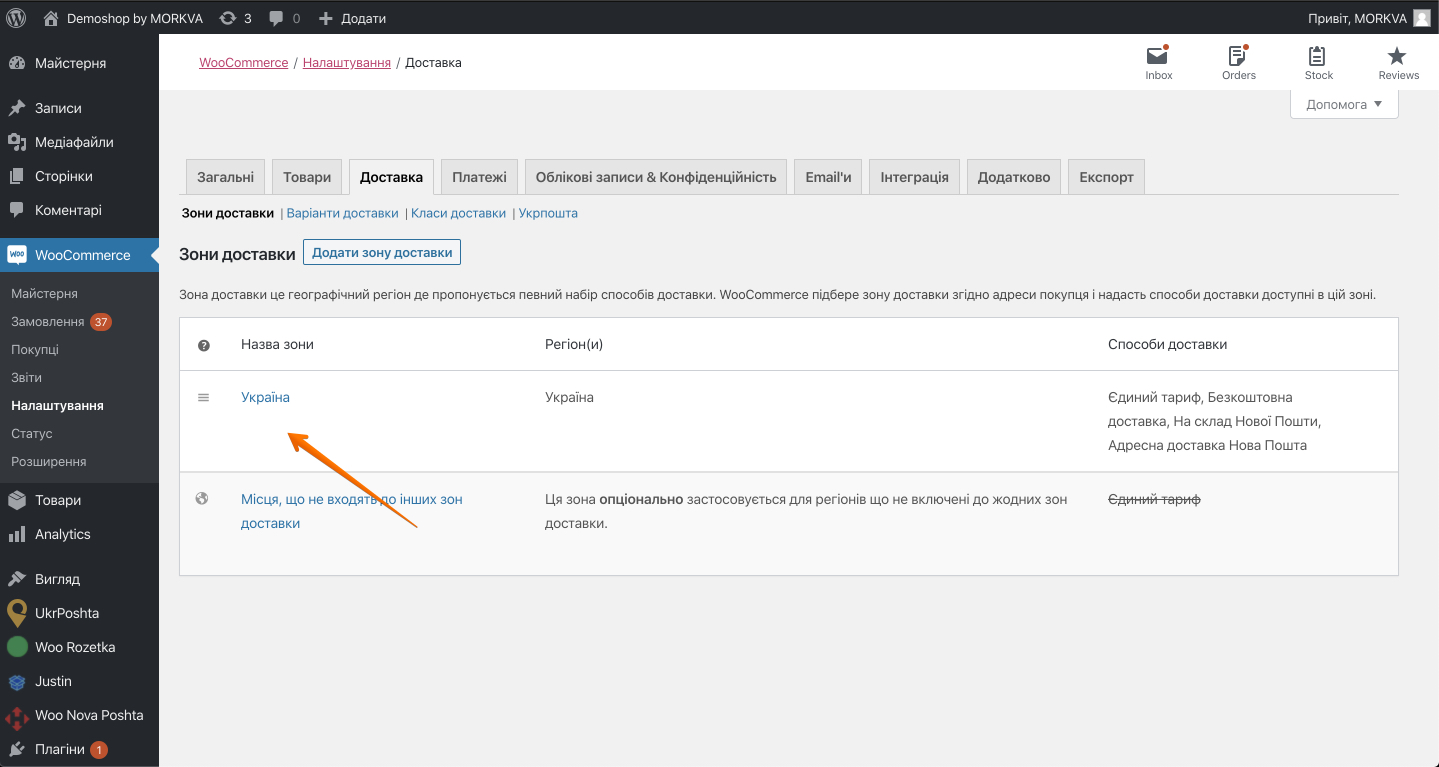 Demoshop by MORKVA 3 0 Додати Привіт, MORKVA
Майстерня
Записи
Медіафайли
Сторінки
Коментарі
WooCommerce
Майстерня
Замовлення 37
Покупці
Звіти
Налаштування
Статус
Розширення
Товари
Analytics
Вигляд
UkrPoshta
Woo Rozetka
Justin
Woo Nova Poshta
Плагіни 1
WooCommerce / Налаштування / Доставка
Inbox Orders Stock Reviews
Допомога
Загальні Товари Доставка Платежі Облікові записи & Конфіденційність Email'и Інтеграція Додатково Експорт
Зони доставки | Варіанти доставки | Класи доставки | Укрпошта
Зони доставки Додати зону доставки
Зона доставки це географічний регіон де пропонується певний набір способів доставки. WooCommerce підбере зону доставки згідно адреси покупця і надасть способи доставки доступні в цій зоні.
Назва зони Регіон(и) Способи доставки
Україна Україна Єдиний тариф, Безкоштовна
доставка, На склад Нової Пошти,
Адресна доставка Нова Пошта
Місця, що не входять до інших зон Ця зона опціонально застосовується для регіонів що не включені до жодних зон Єдиний тариф
доставки доставки.